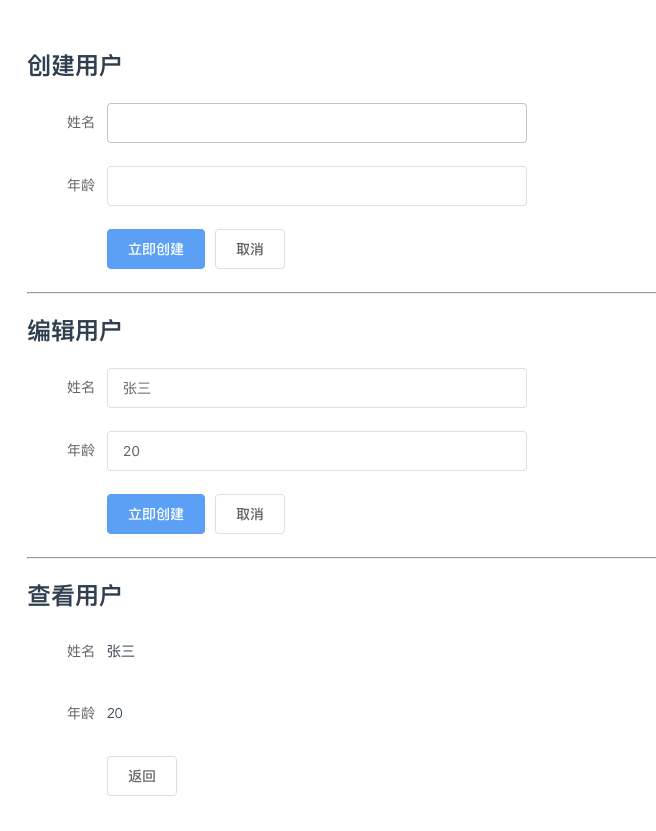 创建用户
姓名
年龄
立即创建 取消
编辑用户
姓名 张三
年龄 20
立即创建 取消
查看用户
姓名 张三
年龄 20
返回